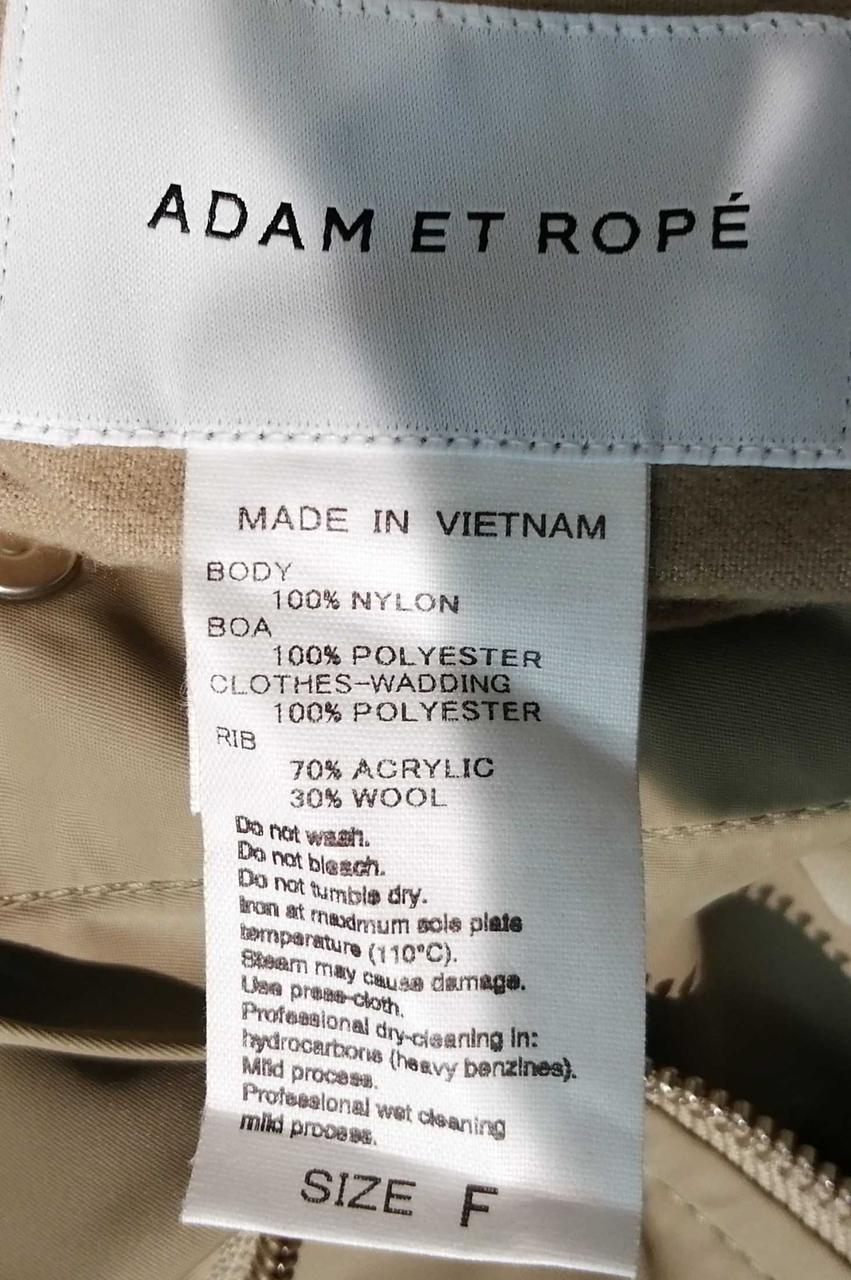 ADAM ET ROPÉ
MADE IN VIETNAM
BODY
100% NYLON
BOA
100% POLYESTER
CLOTHES-WADDING
100% POLYESTER
RIB
70% ACRYLIC
30% WOOL
Do not wash.
Do not bleach.
Do not tumble dry.
Iron at maximum sole plate
temperature (110°C).
Steam may cause damage.
Use press-cloth.
Professional dry-cleaning in:
hydrocarbons (heavy benzines).
Mild process.
Professional wet cleaning
mild process.
SIZE F